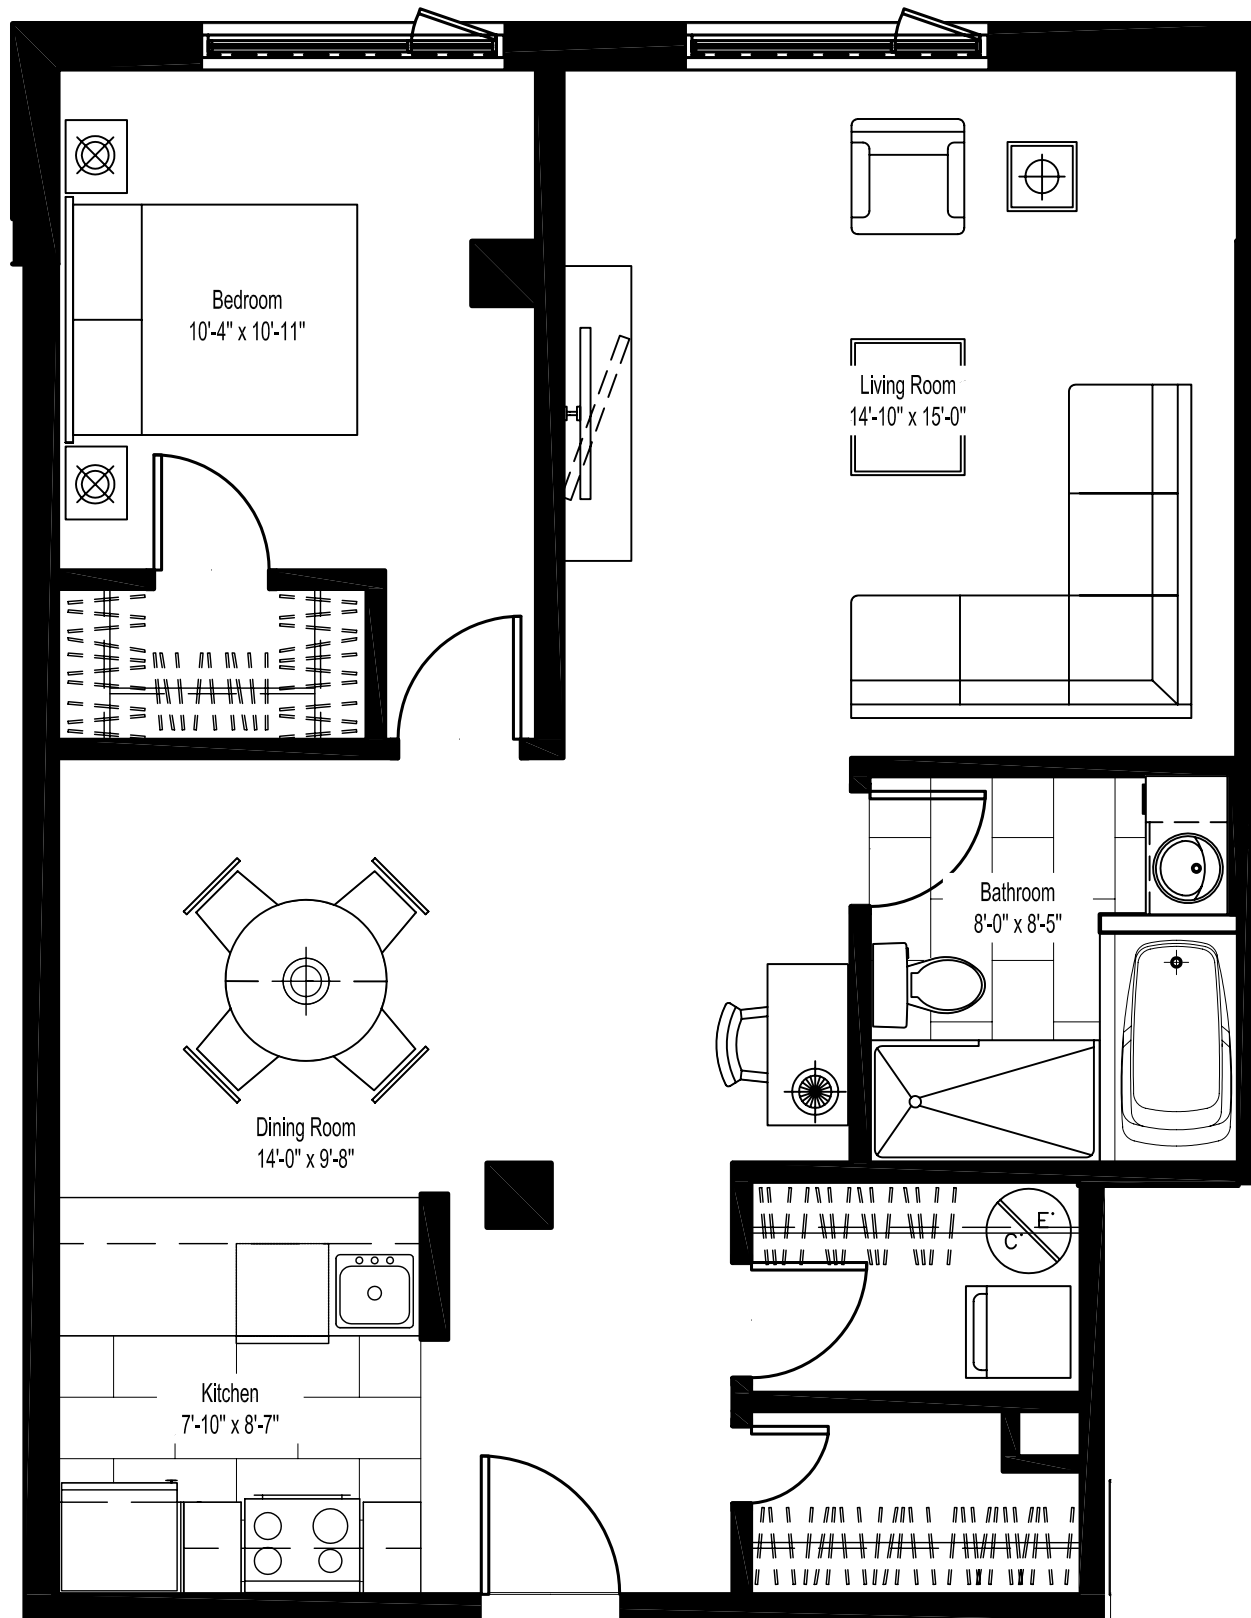 Bedroom
10'-4" x 10'-11"
Living Room
14'-10" x 15'-0"
Bathroom
8'-0" x 8'-5"
Dining Room
14'-0" x 9'-8"
E'
C'
Kitchen
7'-10" x 8'-7"